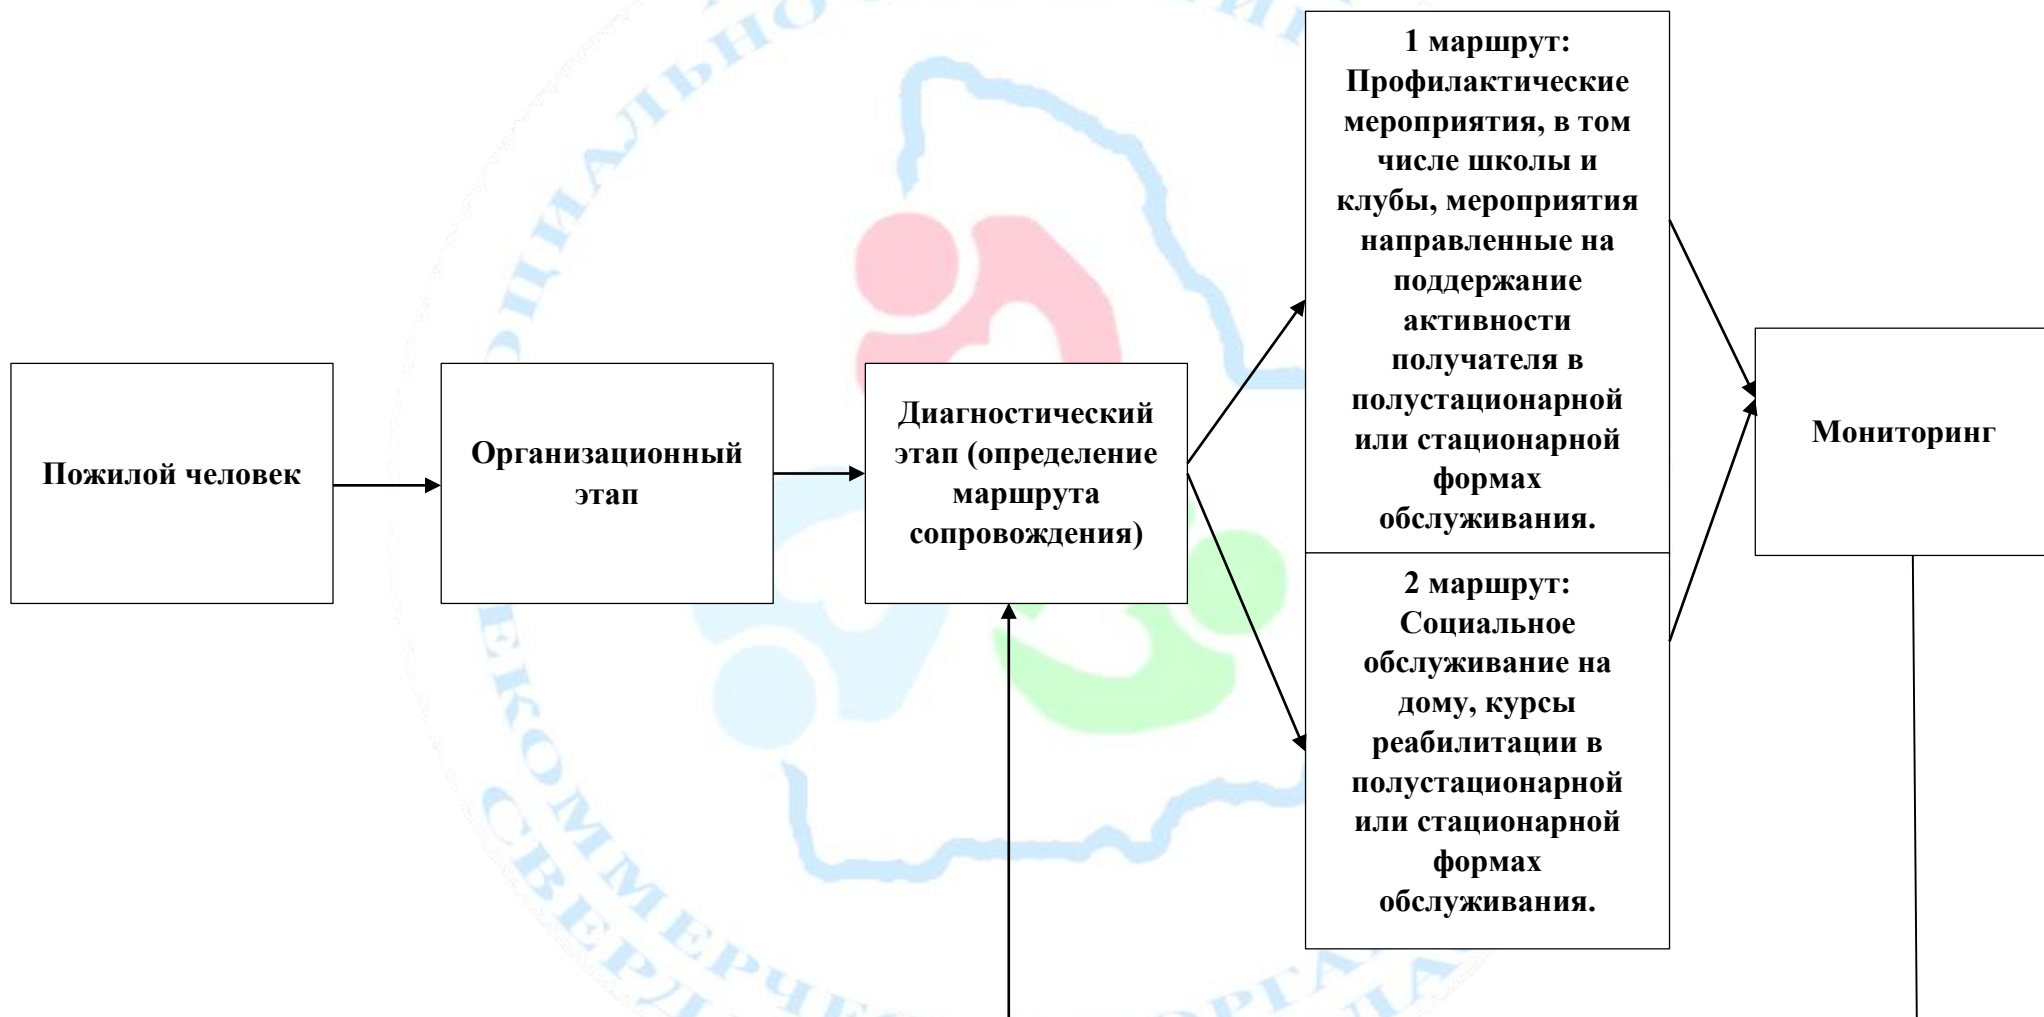 Пожилой человек
Организационный
этап
Диагностический
этап (определение
маршрута
сопровождения)
1 маршрут:
Профилактические
мероприятия, в том
числе школы и
клубы, мероприятия
направленные на
поддержание
активности
получателя в
полустационарной
или стационарной
формах
обслуживания.
2 маршрут:
Социальное
обслуживание на
дому, курсы
реабилитации в
полустационарной
или стационарной
формах
обслуживания.
Мониторинг